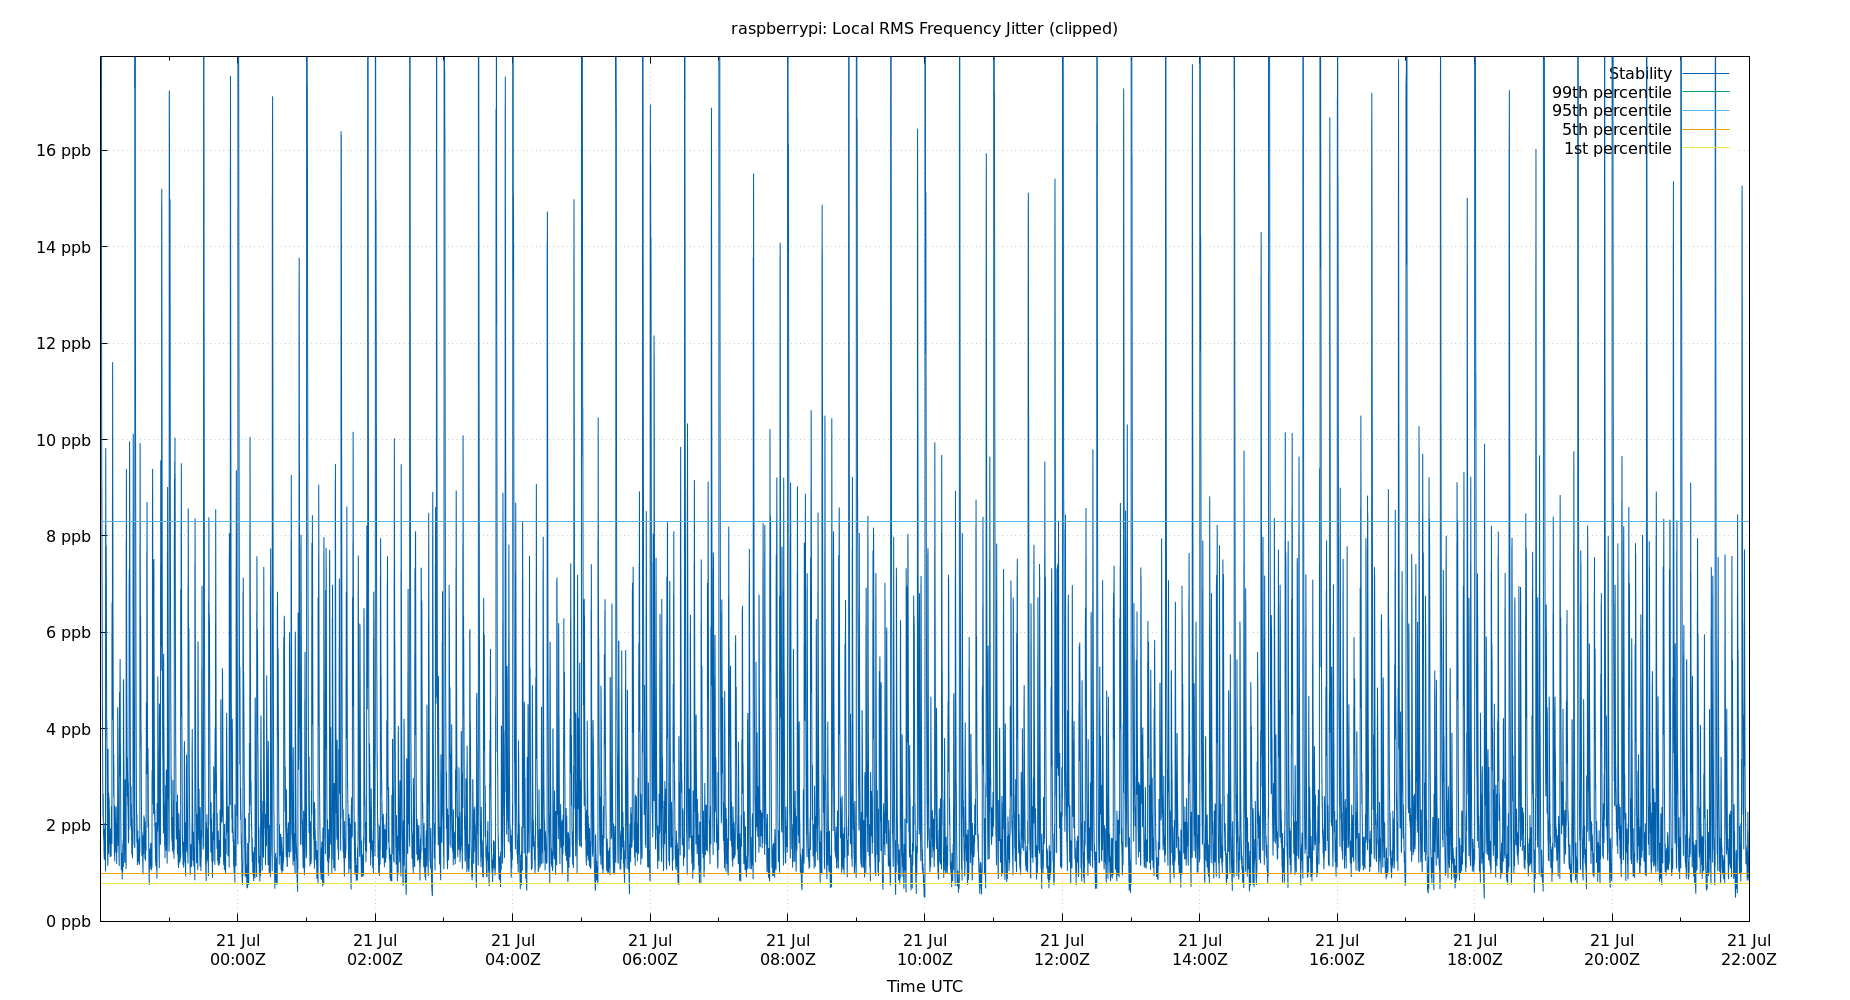 raspberrypi: Local RMS Frequency Jitter (clipped)
Stability
99th percentile
95th percentile
5th percentile
1st percentile
16 ppb
14 ppb
12 ppb
10 ppb
8 ppb
6 ppb
4 ppb
2 ppb
0 ppb
21 Jul 21 Jul 21 Jul 21 Jul 21 Jul 21 Jul 21 Jul 21 Jul 21 Jul 21 Jul 21 Jul 21 Jul
00:00Z 02:00Z 04:00Z 06:00Z 08:00Z 10:00Z 12:00Z 14:00Z 16:00Z 18:00Z 20:00Z 22:00Z
Time UTC